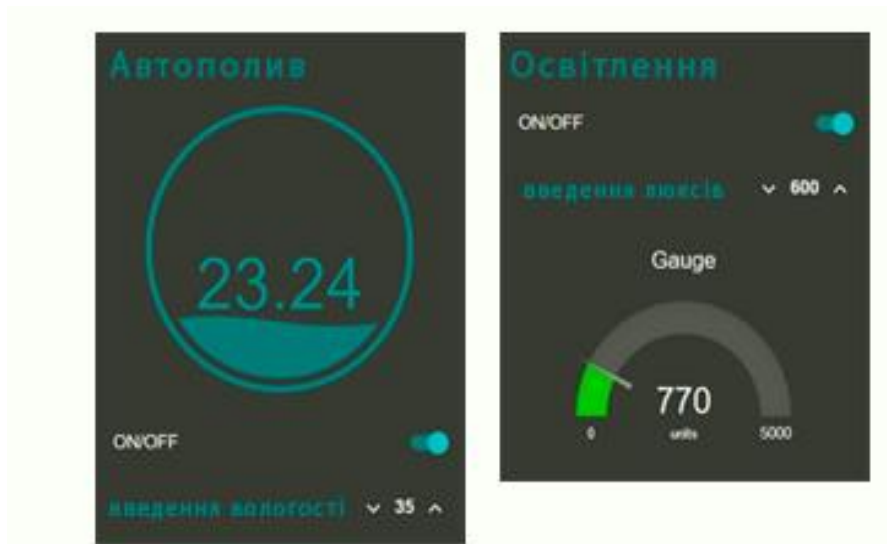 Автополив
23.24
ON/OFF
введення вологості 35
Освітлення
ON/OFF
введення люксів 600
Gauge
770
units
0 5000